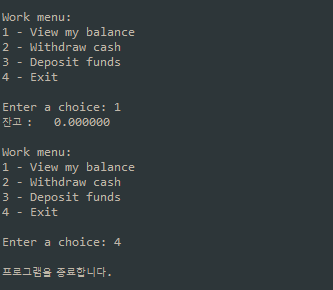 Work menu:
1 - View my balance
2 - Withdraw cash
3 - Deposit funds
4 - Exit
Enter a choice: 1
잔고 :   0.000000
Work menu:
1 - View my balance
2 - Withdraw cash
3 - Deposit funds
4 - Exit
Enter a choice: 4
프로그램을 종료합니다.